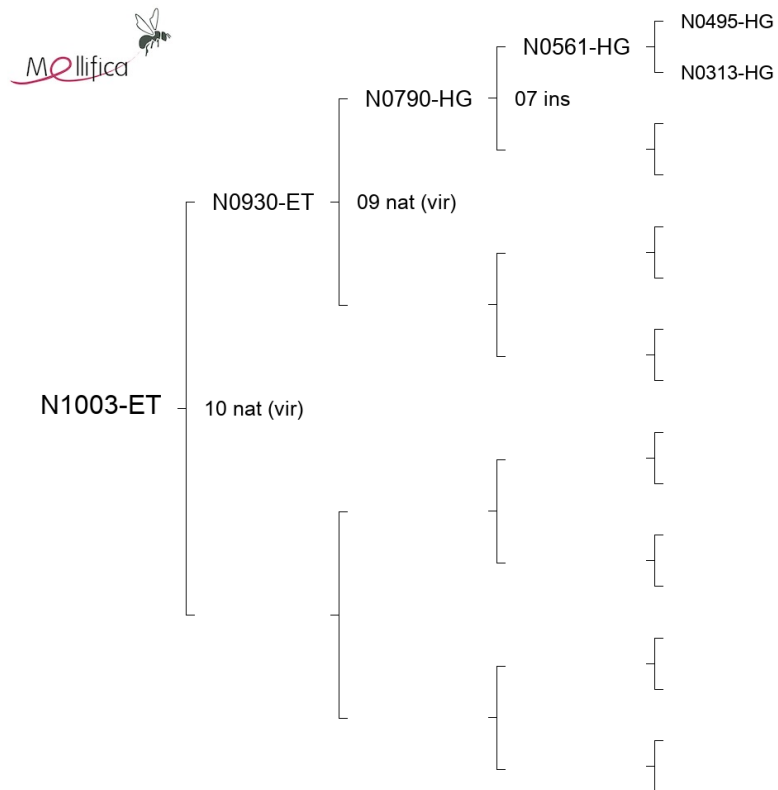 Mellifica
N0495-HG
N0561-HG
N0313-HG
N0790-HG
07 ins
N0930-ET
09 nat (vir)
N1003-ET
10 nat (vir)